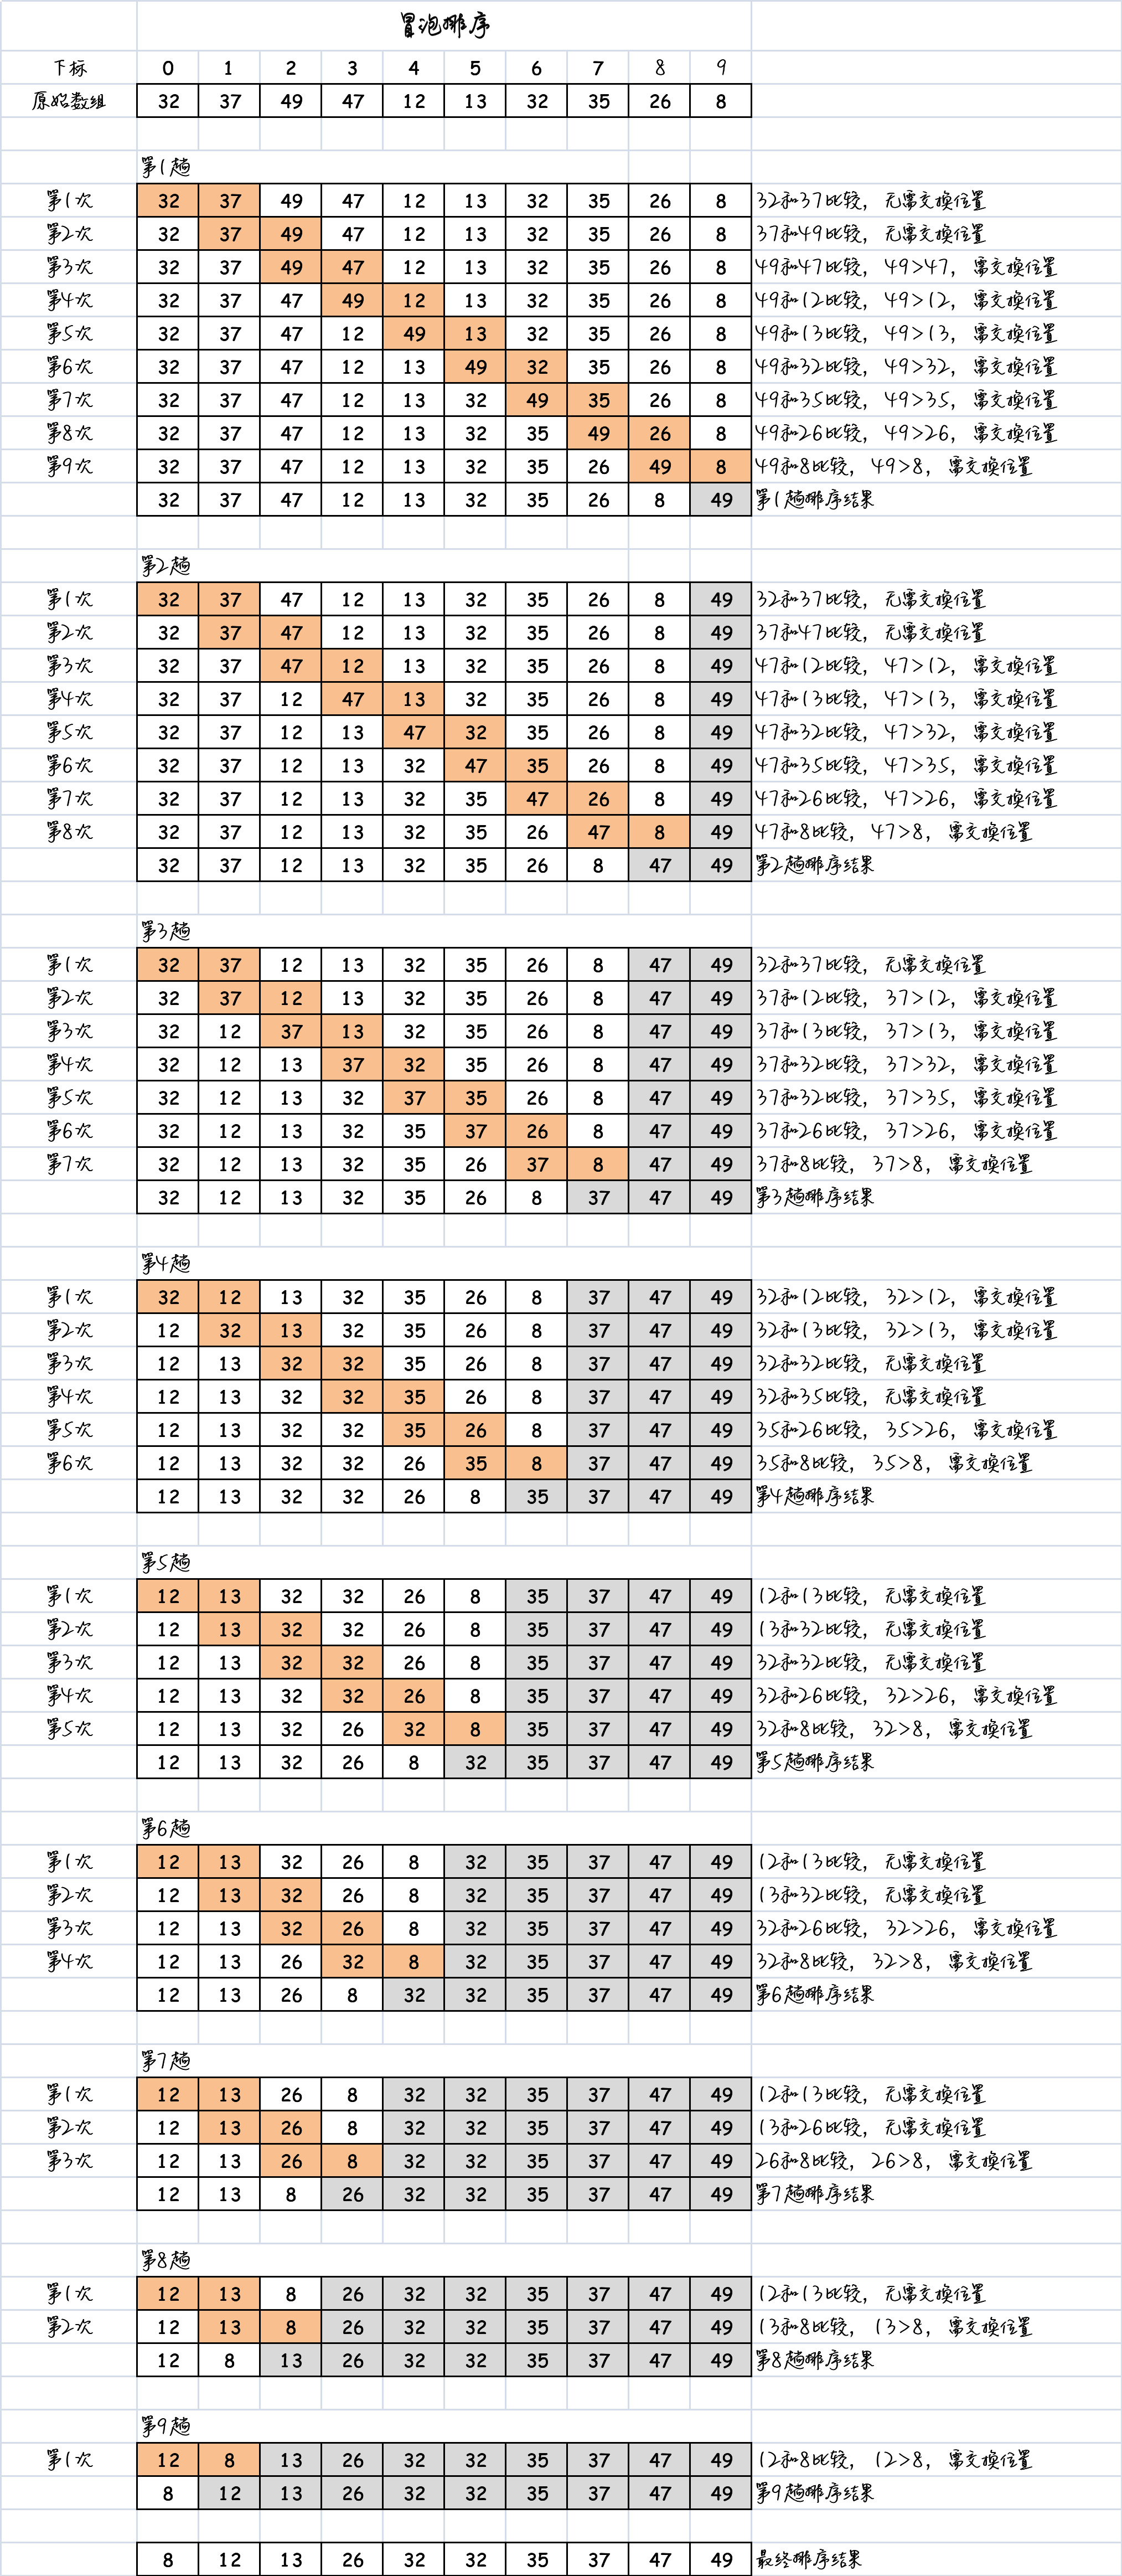 冒泡排序
下标 0 1 2 3 4 5 6 7 8 9
原始数组 32 37 49 47 12 13 32 35 26 8
第1趟
第1次 32 37 49 47 12 13 32 35 26 8 32和37比较，无需交换位置
第2次 32 37 49 47 12 13 32 35 26 8 37和49比较，无需交换位置
第3次 32 37 49 47 12 13 32 35 26 8 49和47比较，49>47，需交换位置
第4次 32 37 47 49 12 13 32 35 26 8 49和12比较，49>12，需交换位置
第5次 32 37 47 12 49 13 32 35 26 8 49和13比较，49>13，需交换位置
第6次 32 37 47 12 13 49 32 35 26 8 49和32比较，49>32，需交换位置
第7次 32 37 47 12 13 32 49 35 26 8 49和35比较，49>35，需交换位置
第8次 32 37 47 12 13 32 35 49 26 8 49和26比较，49>26，需交换位置
第9次 32 37 47 12 13 32 35 26 49 8 49和8比较，49>8，需交换位置
32 37 47 12 13 32 35 26 8 49 第1趟排序结果
第2趟
第1次 32 37 47 12 13 32 35 26 8 49 32和37比较，无需交换位置
第2次 32 37 47 12 13 32 35 26 8 49 37和47比较，无需交换位置
第3次 32 37 47 12 13 32 35 26 8 49 47和12比较，47>12，需交换位置
第4次 32 37 12 47 13 32 35 26 8 49 47和13比较，47>13，需交换位置
第5次 32 37 12 13 47 32 35 26 8 49 47和32比较，47>32，需交换位置
第6次 32 37 12 13 32 47 35 26 8 49 47和35比较，47>35，需交换位置
第7次 32 37 12 13 32 35 47 26 8 49 47和26比较，47>26，需交换位置
第8次 32 37 12 13 32 35 26 47 8 49 47和8比较，47>8，需交换位置
32 37 12 13 32 35 26 8 47 49 第2趟排序结果
第3趟
第1次 32 37 12 13 32 35 26 8 47 49 32和37比较，无需交换位置
第2次 32 37 12 13 32 35 26 8 47 49 37和12比较，37>12，需交换位置
第3次 32 12 37 13 32 35 26 8 47 49 37和13比较，37>13，需交换位置
第4次 32 12 13 37 32 35 26 8 47 49 37和32比较，37>32，需交换位置
第5次 32 12 13 32 37 35 26 8 47 49 37和32比较，37>35，需交换位置
第6次 32 12 13 32 35 37 26 8 47 49 37和26比较，37>26，需交换位置
第7次 32 12 13 32 35 26 37 8 47 49 37和8比较，37>8，需交换位置
32 12 13 32 35 26 8 37 47 49 第3趟排序结果
第4趟
第1次 32 12 13 32 35 26 8 37 47 49 32和12比较，32>12，需交换位置
第2次 12 32 13 32 35 26 8 37 47 49 32和13比较，32>13，需交换位置
第3次 12 13 32 32 35 26 8 37 47 49 32和32比较，无需交换位置
第4次 12 13 32 32 35 26 8 37 47 49 32和35比较，无需交换位置
第5次 12 13 32 32 35 26 8 37 47 49 35和26比较，35>26，需交换位置
第6次 12 13 32 32 26 35 8 37 47 49 35和8比较，35>8，需交换位置
12 13 32 32 26 8 35 37 47 49 第4趟排序结果
第5趟
第1次 12 13 32 32 26 8 35 37 47 49 12和13比较，无需交换位置
第2次 12 13 32 32 26 8 35 37 47 49 13和32比较，无需交换位置
第3次 12 13 32 32 26 8 35 37 47 49 32和32比较，无需交换位置
第4次 12 13 32 32 26 8 35 37 47 49 32和26比较，32>26，需交换位置
第5次 12 13 32 26 32 8 35 37 47 49 32和8比较，32>8，需交换位置
12 13 32 26 8 32 35 37 47 49 第5趟排序结果
第6趟
第1次 12 13 32 26 8 32 35 37 47 49 12和13比较，无需交换位置
第2次 12 13 32 26 8 32 35 37 47 49 13和32比较，无需交换位置
第3次 12 13 32 26 8 32 35 37 47 49 32和26比较，32>26，需交换位置
第4次 12 13 26 32 8 32 35 37 47 49 32和8比较，32>8，需交换位置
12 13 26 8 32 32 35 37 47 49 第6趟排序结果
第7趟
第1次 12 13 26 8 32 32 35 37 47 49 12和13比较，无需交换位置
第2次 12 13 26 8 32 32 35 37 47 49 13和26比较，无需交换位置
第3次 12 13 26 8 32 32 35 37 47 49 26和8比较，26>8，需交换位置
12 13 8 26 32 32 35 37 47 49 第7趟排序结果
第8趟
第1次 12 13 8 26 32 32 35 37 47 49 12和13比较，无需交换位置
第2次 12 13 8 26 32 32 35 37 47 49 13和8比较，13>8，需交换位置
12 8 13 26 32 32 35 37 47 49 第8趟排序结果
第9趟
第1次 12 8 13 26 32 32 35 37 47 49 12和8比较，12>8，需交换位置
8 12 13 26 32 32 35 37 47 49 第9趟排序结果
8 12 13 26 32 32 35 37 47 49 最终排序结果